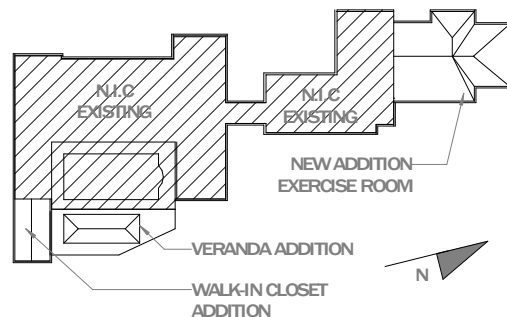 N.I.C
EXISTING
N.I.C
EXISTING
NEW ADDITION
EXERCISE ROOM
VERANDA ADDITION
N
WALK-IN CLOSET
ADDITION